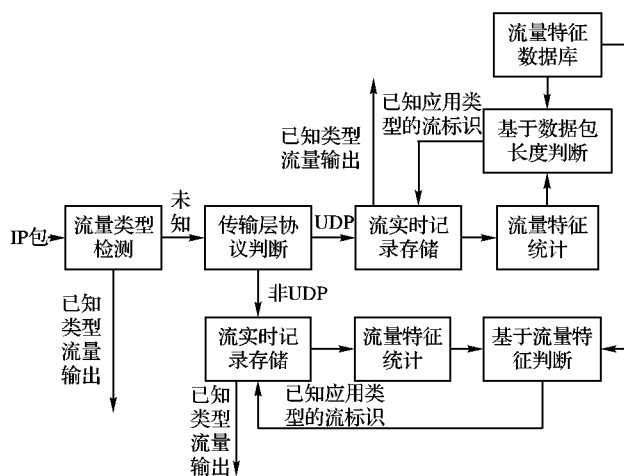 流量特征
数据库
已知应用类
型的流标识
已知类型
流量输出
基于数据包
长度判断
IP包
流量类型
检测
未
知
传输层协
议判断
UDP
流实时记
录存储
流量特征
统计
已知
类型
流量
输出
非UDP
流实时记
录存储
流量特征
统计
基于流量特
征判断
已知
类型
流量
输出
已知应用类
型的流标识